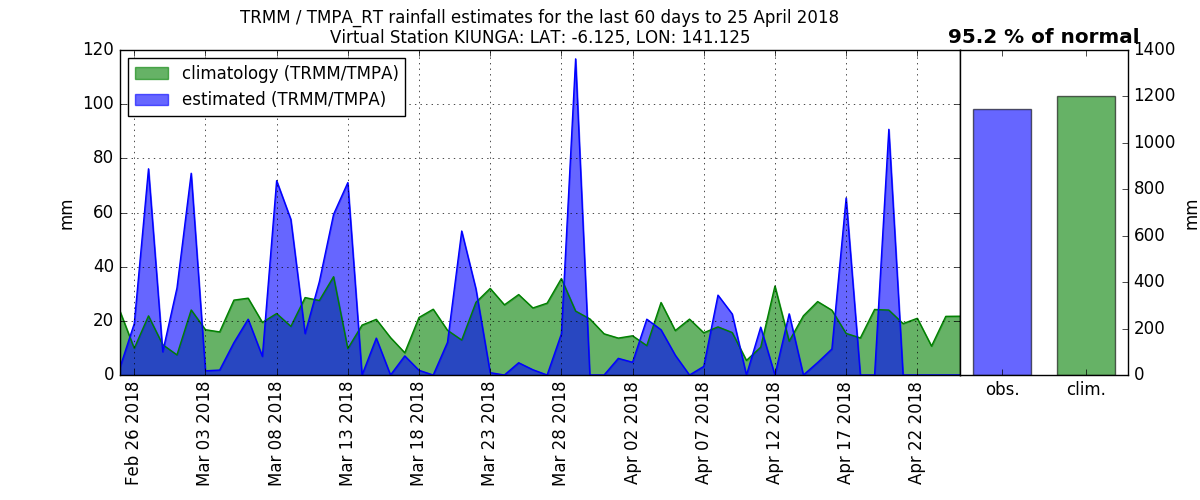 TRMM / TMPA_RT rainfall estimates for the last 60 days to 25 April 2018
Virtual Station KIUNGA: LAT: -6.125, LON: 141.125
95.2 % of normal
climatology (TRMM/TMPA)
estimated (TRMM/TMPA)
mm
120
100
80
60
40
20
0
Feb 26 2018
Mar 03 2018
Mar 08 2018
Mar 13 2018
Mar 18 2018
Mar 23 2018
Mar 28 2018
Apr 02 2018
Apr 07 2018
Apr 12 2018
Apr 17 2018
Apr 22 2018
1400
1200
1000
800
600
400
200
0
mm
obs.
clim.